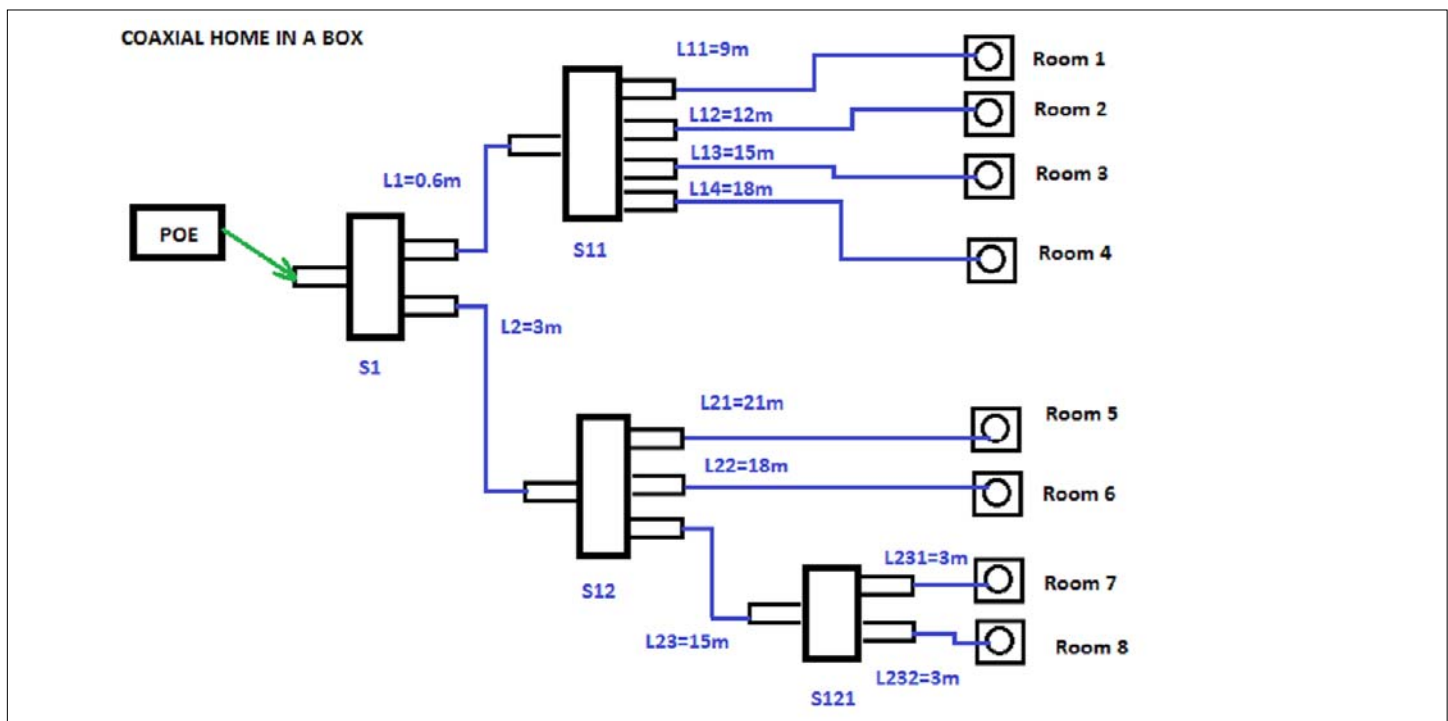 COAXIAL HOME IN A BOX
L11=9m
Room 1
L12=12m
Room 2
L13=15m
Room 3
L14=18m
Room 4
L1=0.6m
POE
S11
S1
L2=3m
L21=21m
Room 5
L22=18m
Room 6
S12
L23=15m
L231=3m
Room 7
Room 8
L232=3m
S121